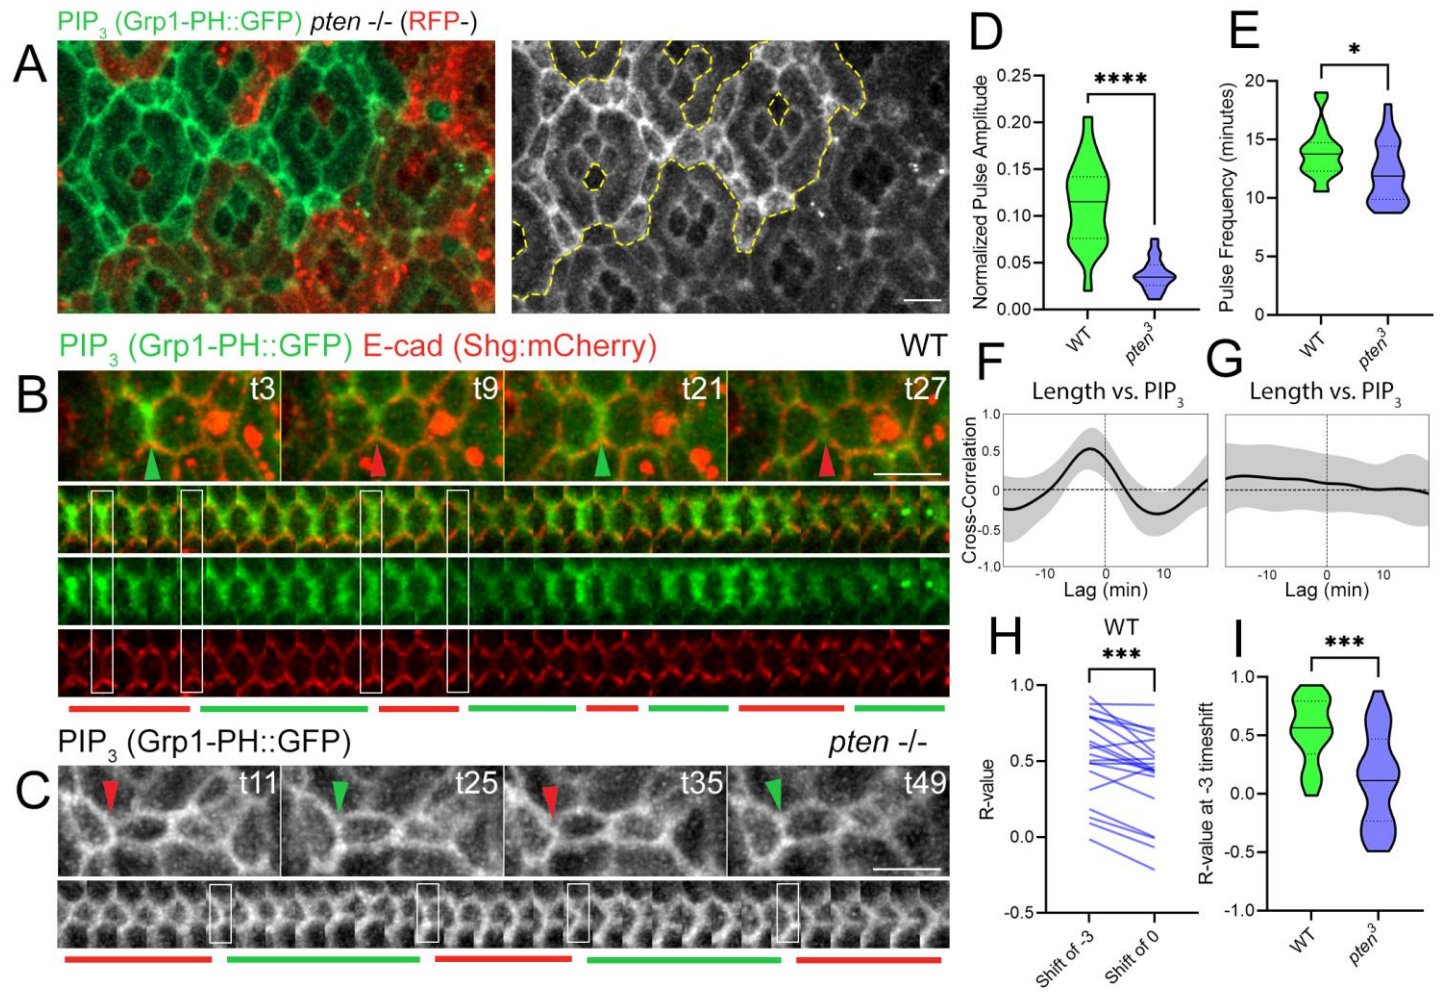 PIP3 (Grp1-PH::GFP) pten -/- (RFP-)
A
PIP3 (Grp1-PH::GFP) E-cad (Shg:mCherry) WT
B
t3 t9 t21 t27
PIP3 (Grp1-PH::GFP) pten -/-
C
t11 t25 t35 t49
D
****
Normalized Pulse Amplitude
0.25
0.20
0.15
0.10
0.05
0.00
WT pten3
E
*
Pulse Frequency (minutes)
20
15
10
5
0
WT pten3
F
Length vs. PIP3
Cross-Correlation
1.0
0.5
0
-0.5
-1.0
-10 0 10
Lag (min)
G
Length vs. PIP3
-10 0 10
Lag (min)
H
WT
***
R-value
1.0
0.5
0.0
-0.5
Shift of -3 Shift of 0
I
***
R-value at -3 timeshift
1.0
0.5
0.0
-0.5
-1.0
WT pten3